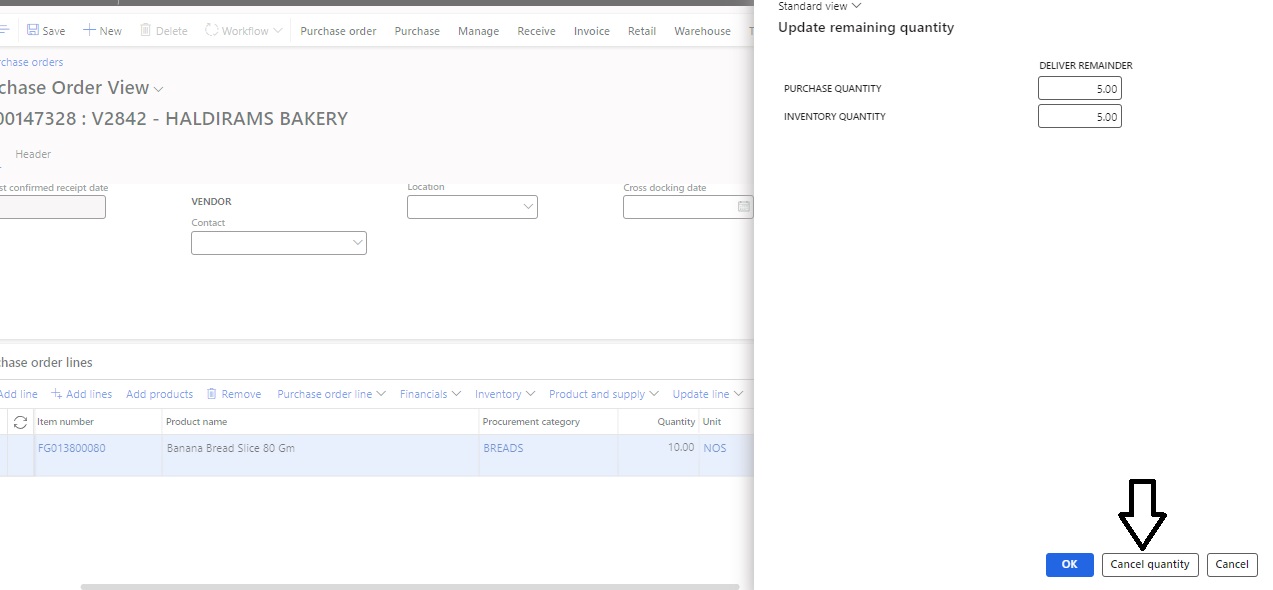 Save New Delete Workflow Purchase order Purchase Manage Receive Invoice Retail Warehouse
chase orders
chase Order View
00147328 : V2842 - HALDIRAMS BAKERY
Header
st confirmed receipt date
VENDOR
Contact
Location
Cross docking date
chase order lines
Add line Add lines Add products Remove Purchase order line Financials Inventory Product and supply Update line
Item number Product name Procurement category Quantity Unit
FG013800080 Banana Bread Slice 80 Gm BREADS 10.00 NOS
Standard view
Update remaining quantity
DELIVER REMAINDER
PURCHASE QUANTITY 5.00
INVENTORY QUANTITY 5.00
OK Cancel quantity Cancel